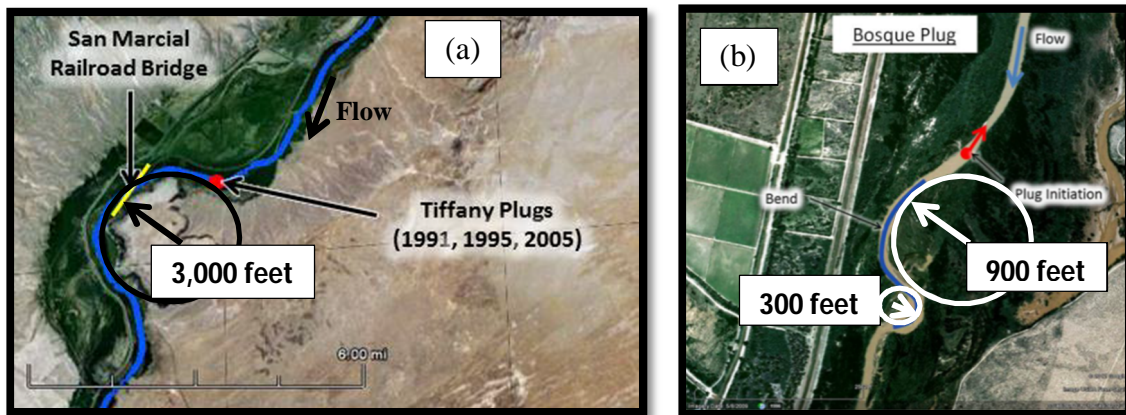 San Marcial
Railroad Bridge
(a)
Flow
Tiffany Plugs
(1991, 1995, 2005)
3,000 feet
6.00 mi
(b)
Bosque Plug
Flow
Plug Initiation
Bend
900 feet
300 feet